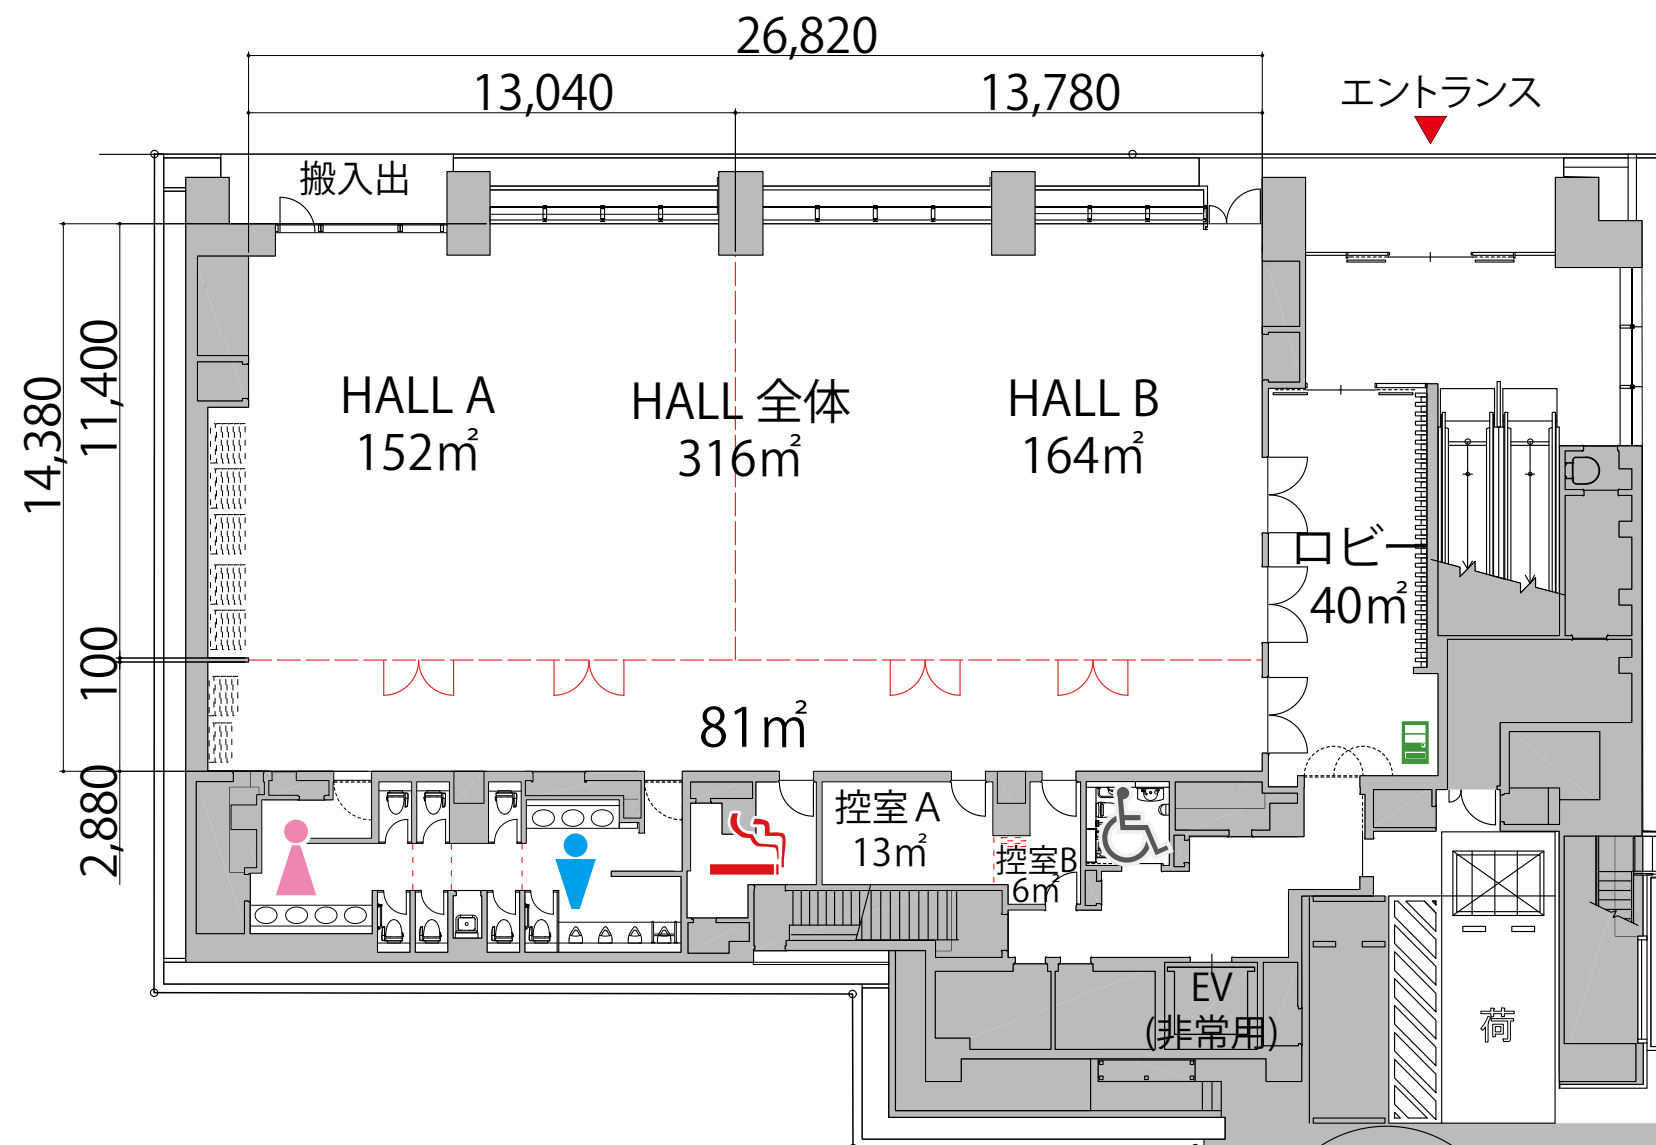 26,820
13,040
13,780
エントランス
搬入出
14,380
11,400
100
2,880
HALL A
152㎡
HALL 全体
316㎡
HALL B
164㎡
ロビー
40㎡
81㎡
控室A
13㎡
控室B
6㎡
EV
(非常用)
荷